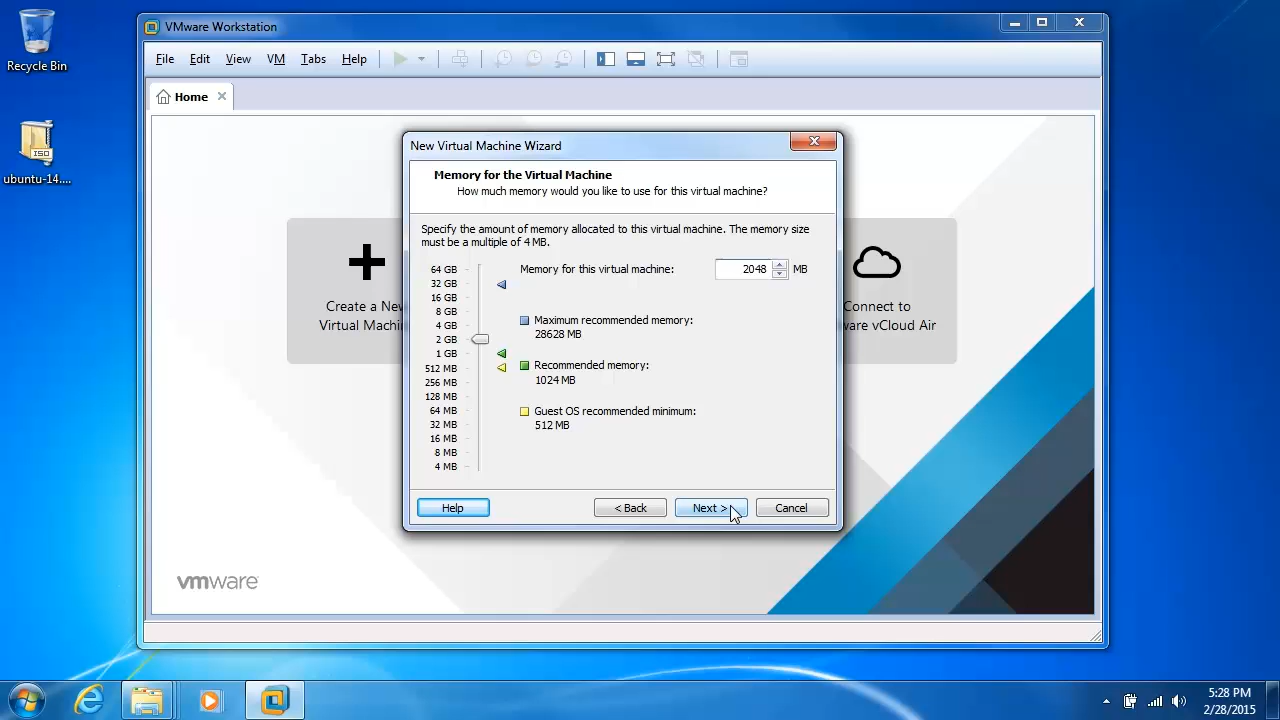 Recycle Bin
ISO
ubuntu-14....
VMware Workstation
File Edit View VM Tabs Help
Home
Create a New
Virtual Machi
Connect to
ware vCloud Air
vmware
New Virtual Machine Wizard
Memory for the Virtual Machine
How much memory would you like to use for this virtual machine?
Specify the amount of memory allocated to this virtual machine. The memory size
must be a multiple of 4 MB.
Memory for this virtual machine: 2048 MB
64 GB
32 GB
16 GB
8 GB
4 GB
2 GB
1 GB
512 MB
256 MB
128 MB
64 MB
32 MB
16 MB
8 MB
4 MB
Maximum recommended memory:
28628 MB
Recommended memory:
1024 MB
Guest OS recommended minimum:
512 MB
Help < Back Next > Cancel
5:28 PM
2/28/2015